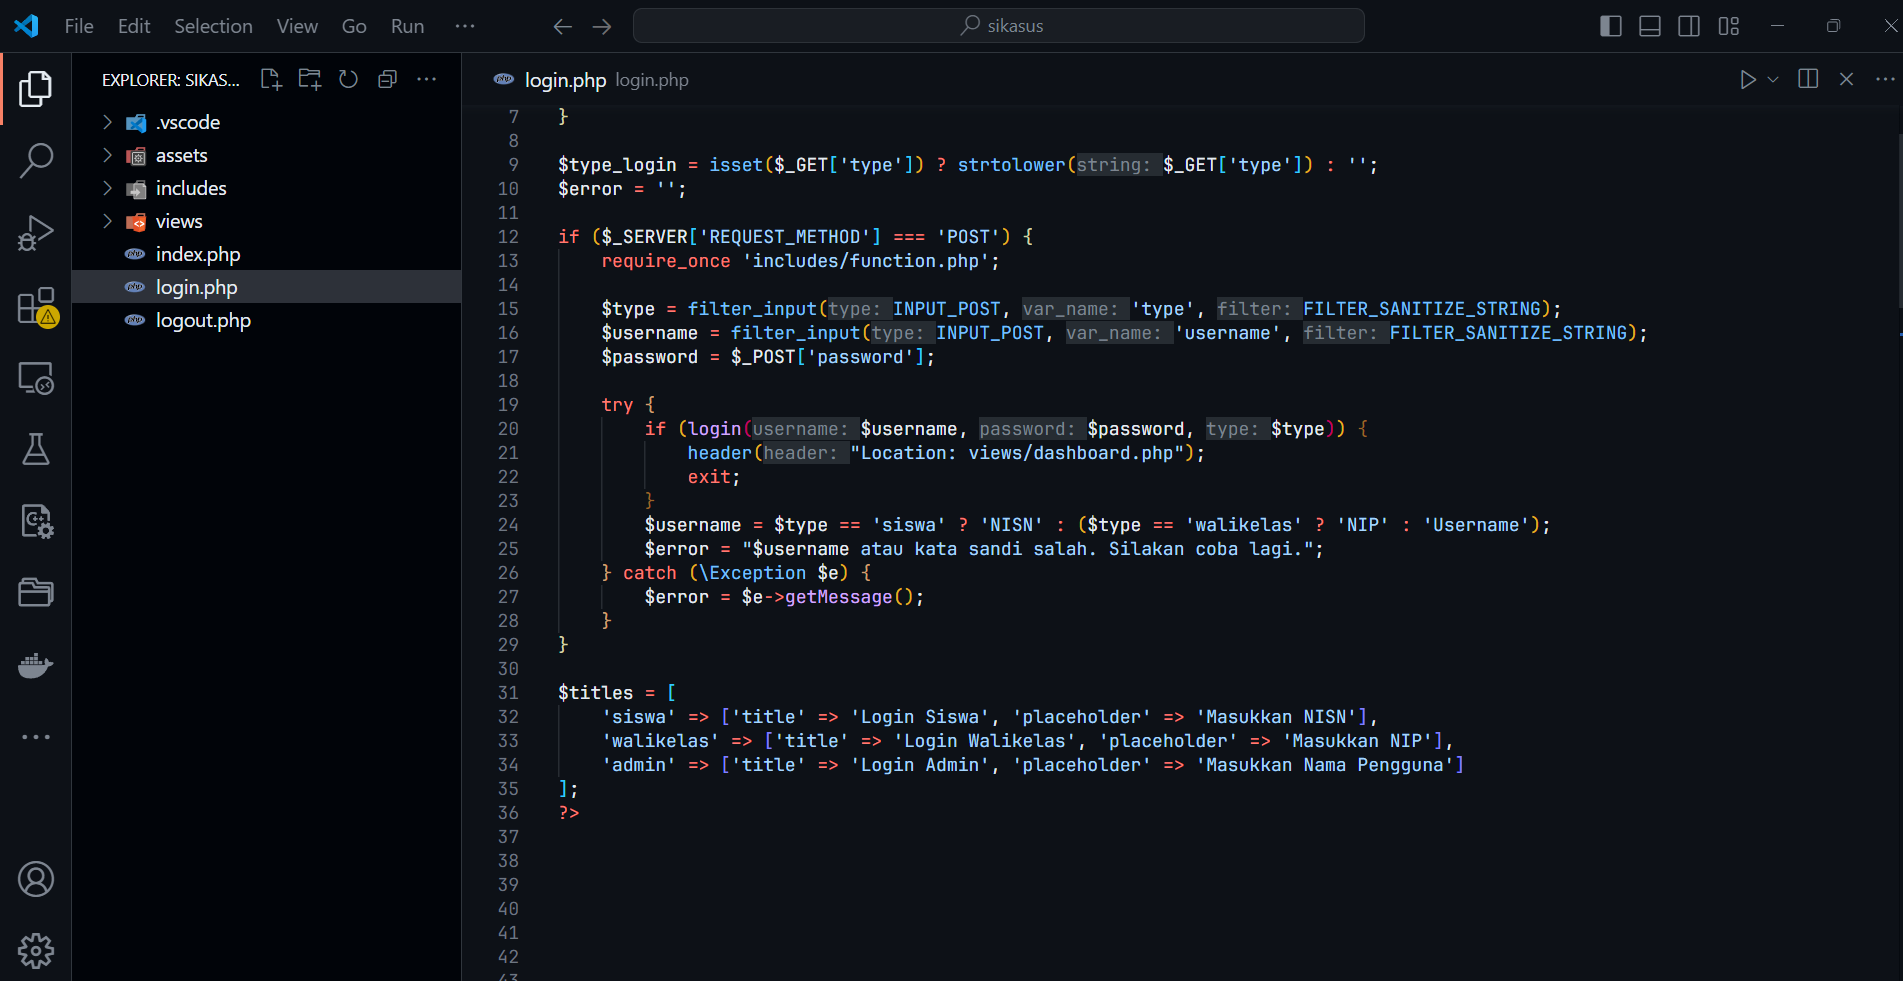 File Edit Selection View Go Run ···
sikasus
EXPLORER: SIKAS...
.vscode
assets
includes
views
index.php
login.php
logout.php
login.php login.php
7 }
8
9 $type_login = isset($_GET['type']) ? strtolower(string: $_GET['type']) : '';
10 $error = '';
11
12 if ($_SERVER['REQUEST_METHOD'] === 'POST') {
13     require_once 'includes/function.php';
14
15     $type = filter_input(type: INPUT_POST, var_name: 'type', filter: FILTER_SANITIZE_STRING);
16     $username = filter_input(type: INPUT_POST, var_name: 'username', filter: FILTER_SANITIZE_STRING);
17     $password = $_POST['password'];
18
19     try {
20         if (login(username: $username, password: $password, type: $type)) {
21             header(header: "Location: views/dashboard.php");
22             exit;
23         }
24         $username = $type == 'siswa' ? 'NISN' : ($type == 'walikelas' ? 'NIP' : 'Username');
25         $error = "$username atau kata sandi salah. Silakan coba lagi.";
26     } catch (\Exception $e) {
27         $error = $e->getMessage();
28     }
29 }
30
31 $titles = [
32     'siswa' => ['title' => 'Login Siswa', 'placeholder' => 'Masukkan NISN'],
33     'walikelas' => ['title' => 'Login Walikelas', 'placeholder' => 'Masukkan NIP'],
34     'admin' => ['title' => 'Login Admin', 'placeholder' => 'Masukkan Nama Pengguna']
35 ];
36 ?>
37
38
39
40
41
42
43